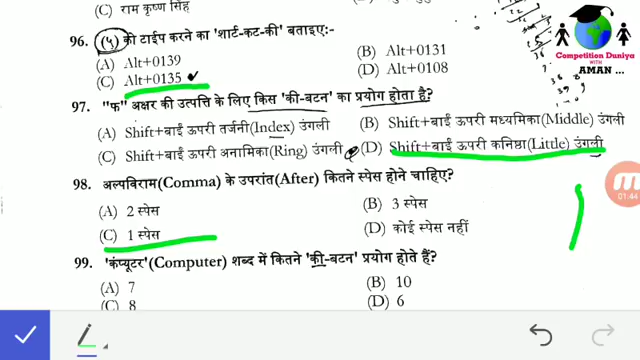 (C) राम कृष्ण सिंह
96. (५) की टाईप करने का 'शार्ट-कट-की' बताइए:-
(A) Alt+0139 (B) Alt+0131
(C) Alt+0135 (D) Alt+0108
97. "फ" अक्षर की उत्पत्ति के लिए किस 'की-बटन' का प्रयोग होता है?
(A) Shift+बाईं ऊपरी तर्जनी(Index) उंगली (B) Shift+बाईं ऊपरी मध्यमिका(Middle) उंगली
(C) Shift+बाईं ऊपरी अनामिका(Ring) उंगली (D) Shift+बाईं ऊपरी कनिष्ठा(Little) उंगली
98. अल्पविराम(Comma) के उपरांत(After) कितने स्पेस होने चाहिए?
(A) 2 स्पेस (B) 3 स्पेस
(C) 1 स्पेस (D) कोई स्पेस नहीं
99. 'कंप्यूटर'(Computer) शब्द में कितने 'की-बटन' प्रयोग होते हैं?
(A) 7 (B) 10
(C) 8 (D) 6
Competition Duniya
WITH
AMAN ...
01:44